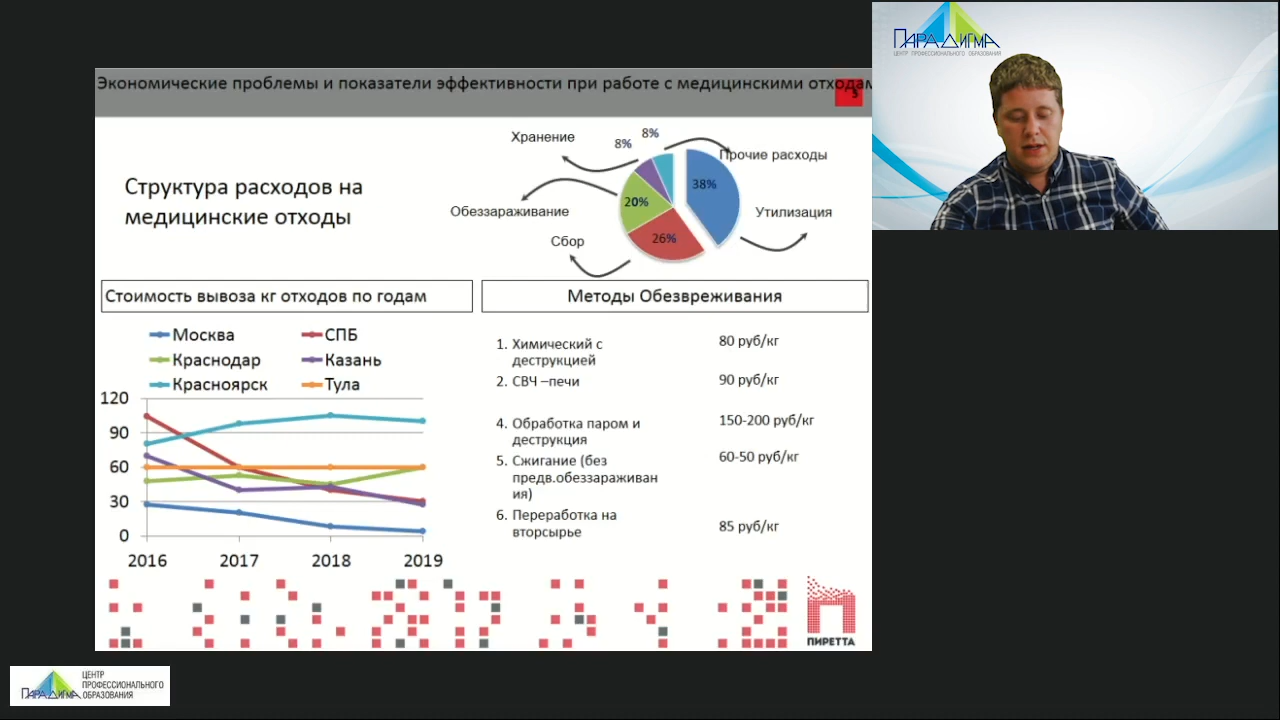 ПАРАДИГМА
ЦЕНТР ПРОФЕССИОНАЛЬНОГО ОБРАЗОВАНИЯ
Экономические проблемы и показатели эффективности при работе с медицинскими отходам
Структура расходов на
медицинские отходы
Хранение
8%
8%
Прочие расходы
38%
20%
Обеззараживание
Утилизация
Сбор
26%
Стоимость вывоза кг отходов по годам
Москва
СПБ
Краснодар
Казань
Красноярск
Тула
120
90
60
30
0
2016
2017
2018
2019
Методы Обезвреживания
1. Химический с
деструкцией
80 руб/кг
2. СВЧ –печи
90 руб/кг
4. Обработка паром и
деструкция
150-200 руб/кг
5. Сжигание (без
предв.обеззараживан
ия)
60-50 руб/кг
6. Переработка на
вторсырье
85 руб/кг
ПИРЕТТА
ПАРАДИГМА
ЦЕНТР
ПРОФЕССИОНАЛЬНОГО
ОБРАЗОВАНИЯ